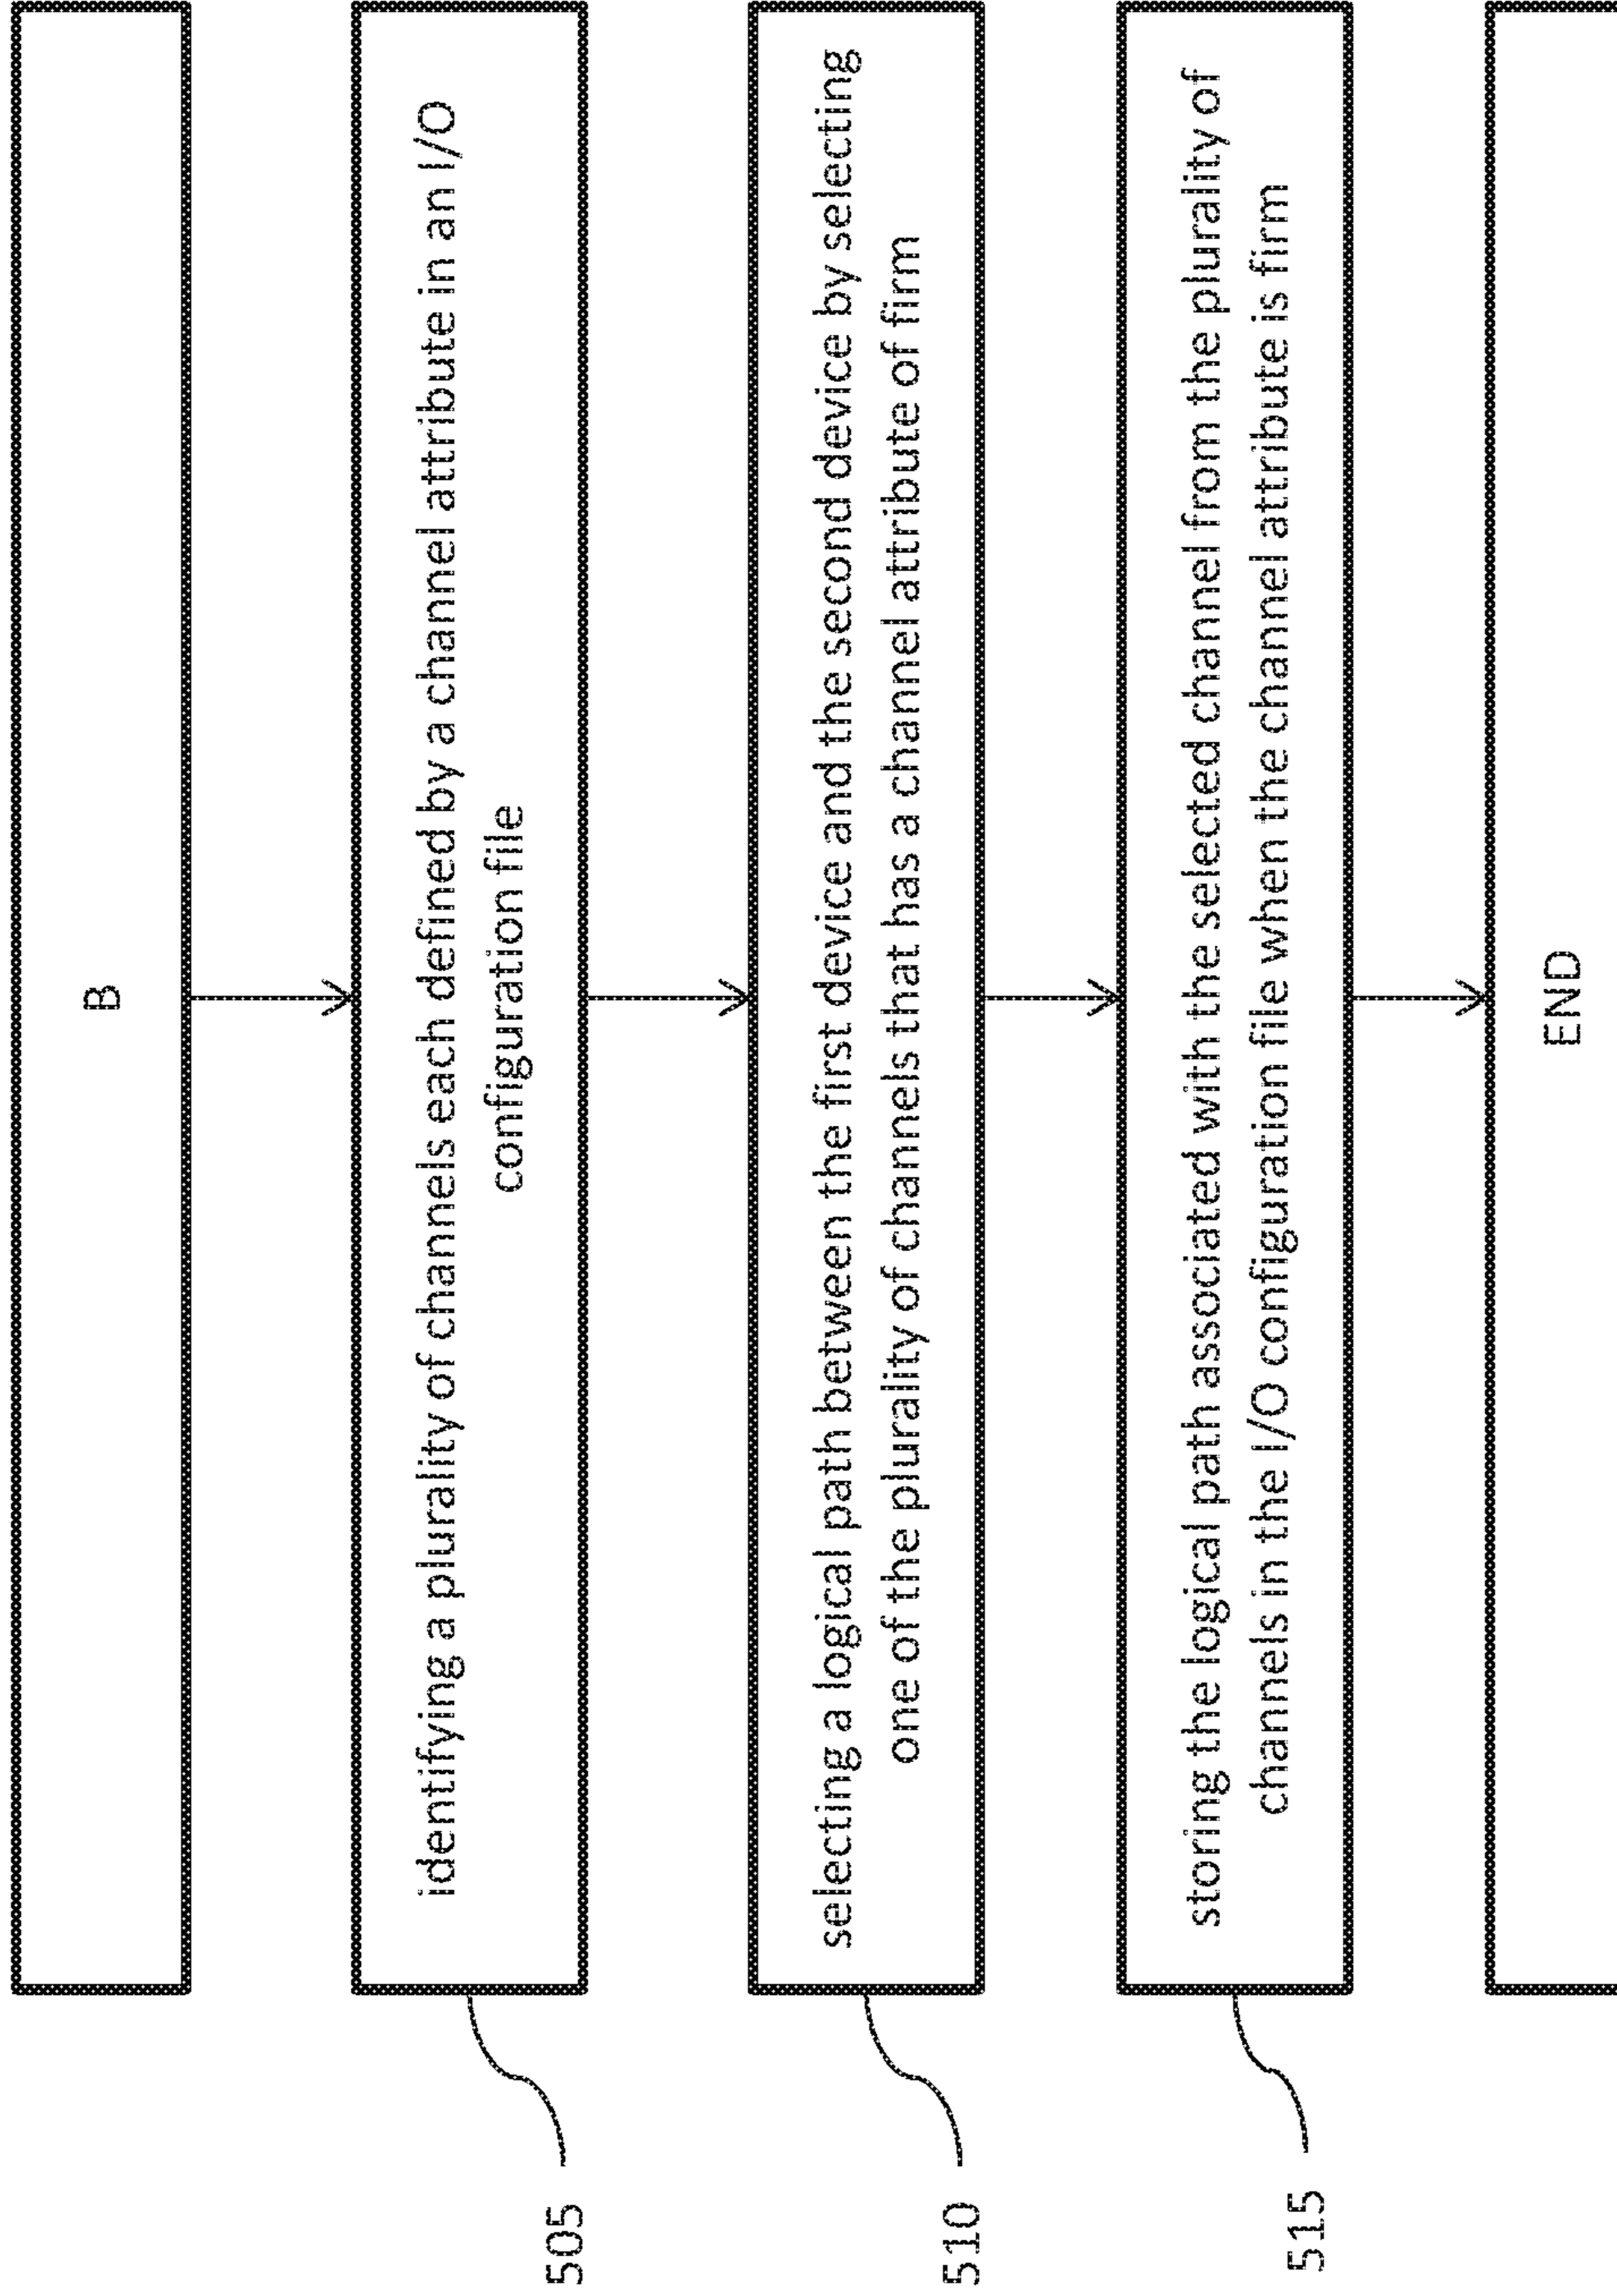 B
identifying a plurality of channels each defined by a channel attribute in an I/O
configuration file
505
selecting a logical path between the first device and the second device by selecting
one of the plurality of channels that has a channel attribute of firm
510
storing the logical path associated with the selected channel from the plurality of
channels in the I/O configuration file when the channel attribute is firm
515
END